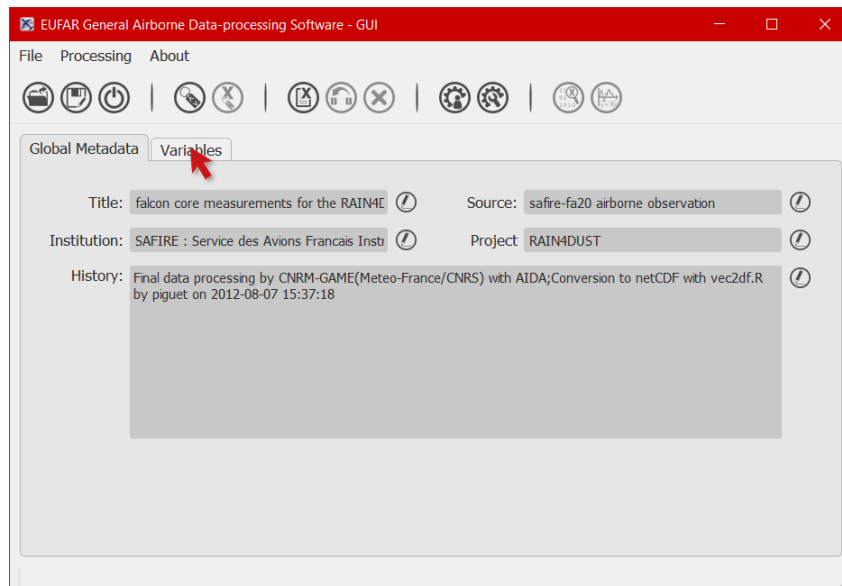 EUFAR General Airborne Data-processing Software - GUI
File Processing About
Global Metadata Variables
Title: falcon core measurements for the RAIN4D Source: safire-fa20 airborne observation
Institution: SAFIRE : Service des Avions Francais Instr Project RAIN4DUST
History: Final data processing by CNRM-GAME(Meteo-France/CNRS) with AIDA;Conversion to netCDF with vec2df.R
by piguet on 2012-08-07 15:37:18